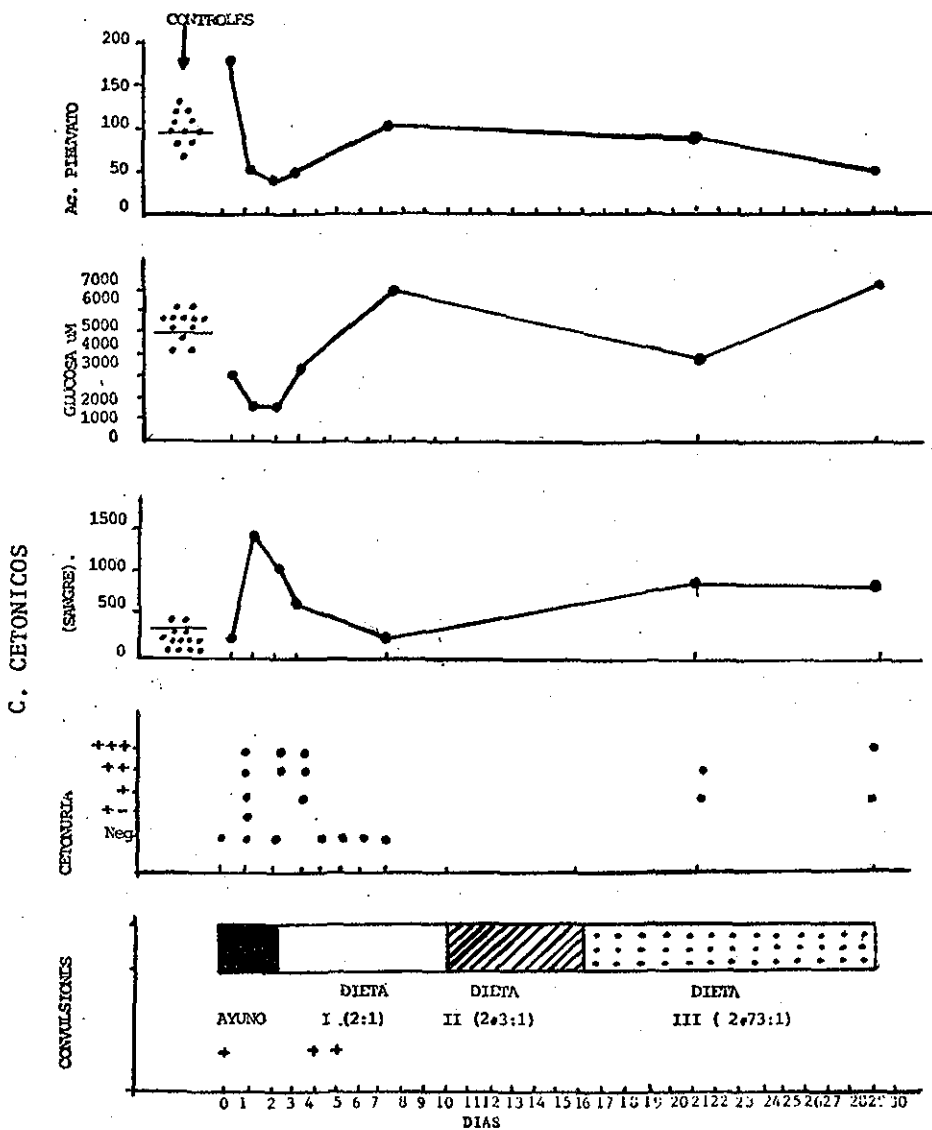 CONTROLES
200
150
100
50
0
Ac. PIRUVATO
7000
6000
5000
4000
3000
2000
1000
0
GLUCOSA uM
1500
1000
500
0
C. CETONICOS
(SANGRE).
+++
++
+
+-
Neg
CETONURIA
CONVULSIONES
DIETA DIETA DIETA
AYUNO I .(2:1) II (2.3:1) III ( 2.73:1)
+ + +
0 1 2 3 4 5 6 7 8 9 10 11 12 13 14 15 16 17 18 19 20 21 22 23 24 25 26 27 28 29 30
DIAS